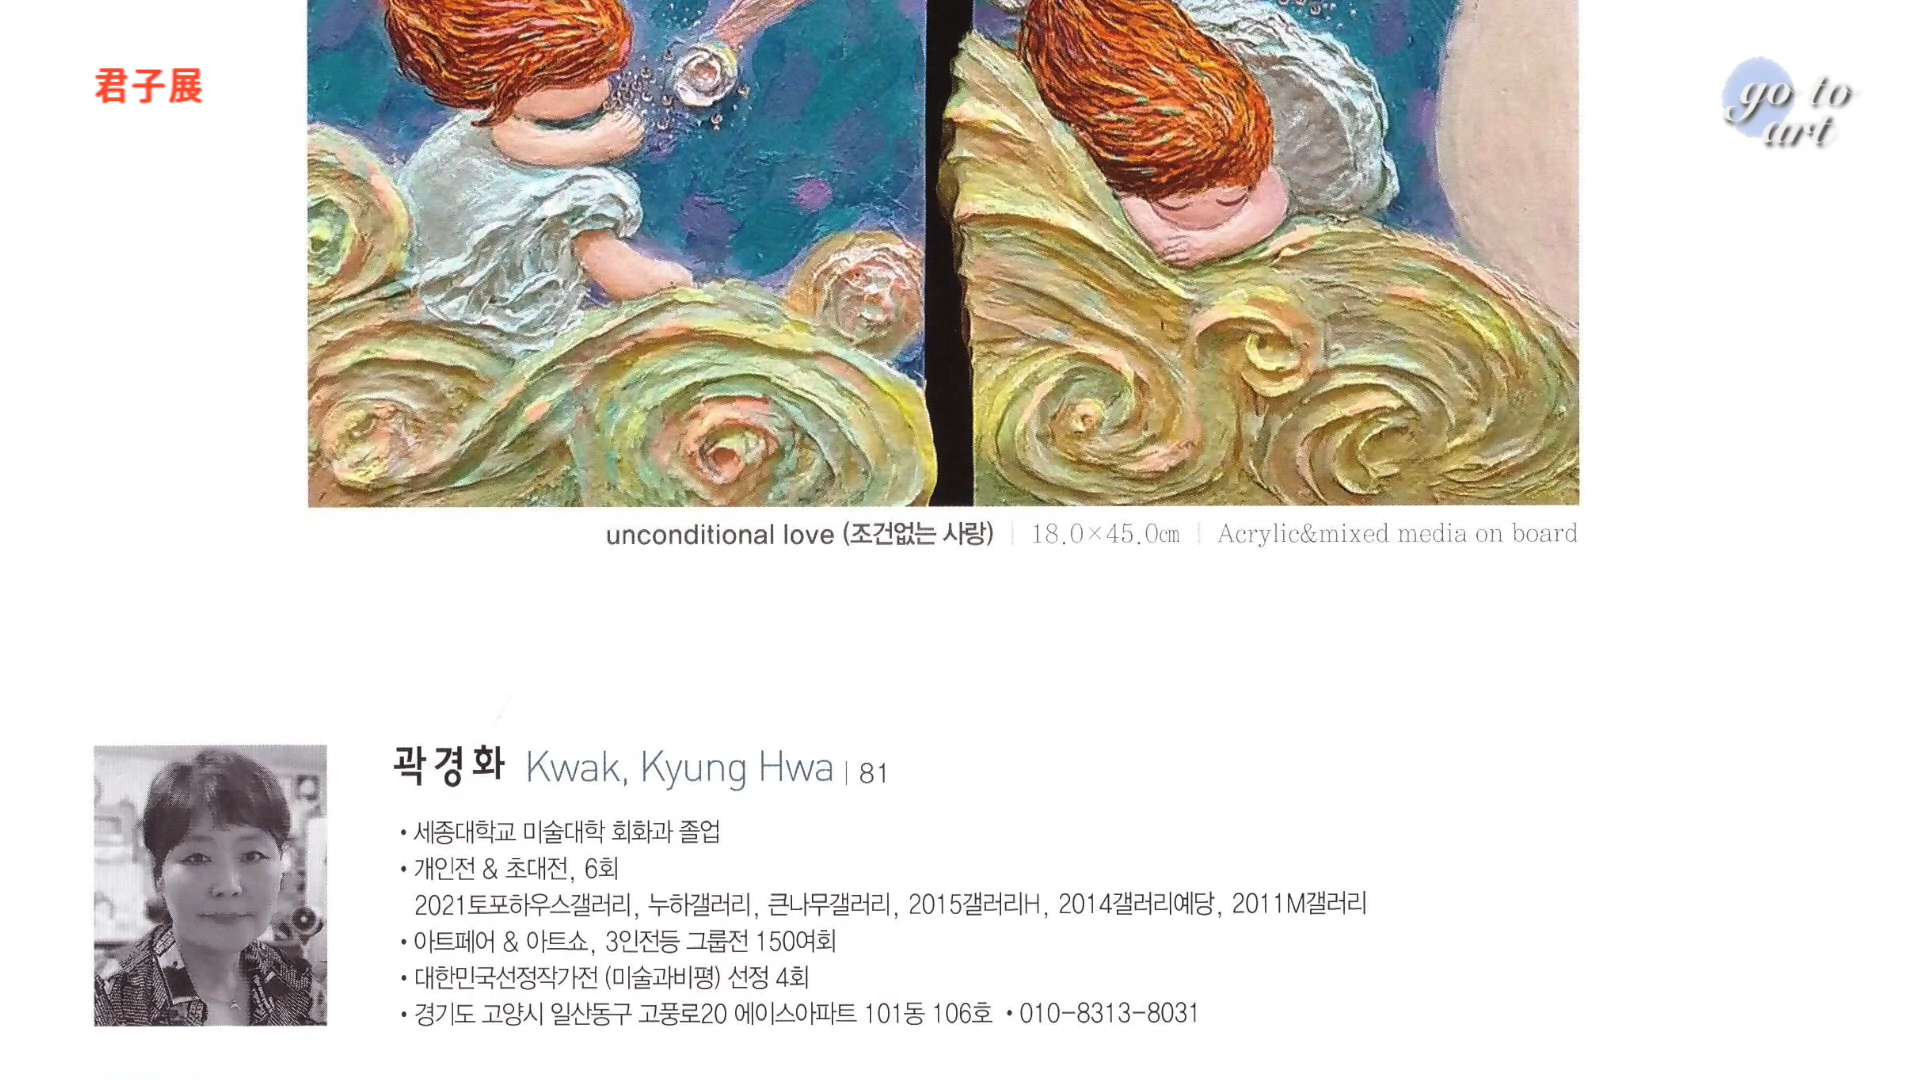 君子展
go to
art
unconditional love (조건없는 사랑) | 18.0×45.0㎝ | Acrylic&mixed media on board
곽경화 Kwak, Kyung Hwa | 81
• 세종대학교 미술대학 회화과 졸업
• 개인전 & 초대전, 6회
2021토포하우스갤러리, 누하갤러리, 큰나무갤러리, 2015갤러리H, 2014갤러리예당, 2011M갤러리
• 아트페어 & 아트쇼, 3인전등 그룹전 150여회
• 대한민국선정작가전 (미술과비평) 선정 4회
• 경기도 고양시 일산동구 고풍로20 에이스아파트 101동 106호 • 010-8313-8031